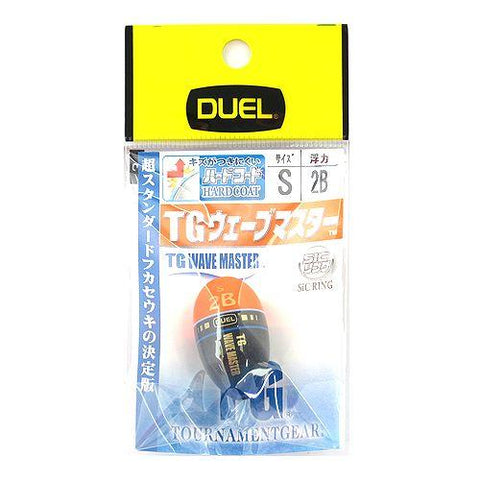 DUEL
キズがつきにくい
ハードコート
HARDCOAT
サイズ
S
浮力
2B
TGウェーブマスター™
TG WAVE MASTER
SiC
SiC RING
超スタンダードフカセウキの決定版
S
2B
DUEL
TG
WAVE MASTER
TOURNAMENTGEAR